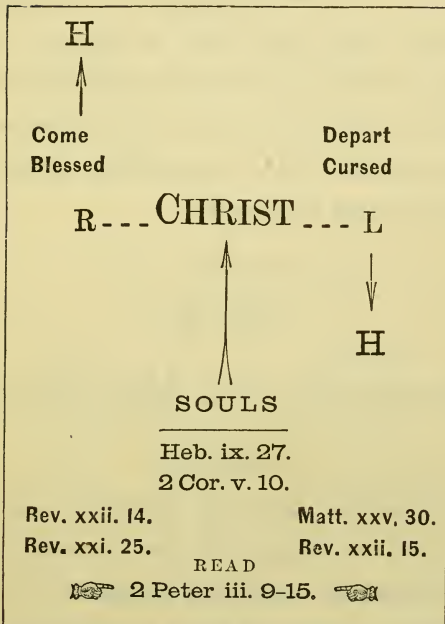 H
Come Depart
Blessed Cursed
R---CHRIST---L
H
SOULS
Heb. ix. 27.
2 Cor. v. 10.
Rev. xxii. 14. Matt. xxv, 30.
Rev. xxi. 25. Rev. xxii. 15.
READ
2 Peter iii. 9-15.